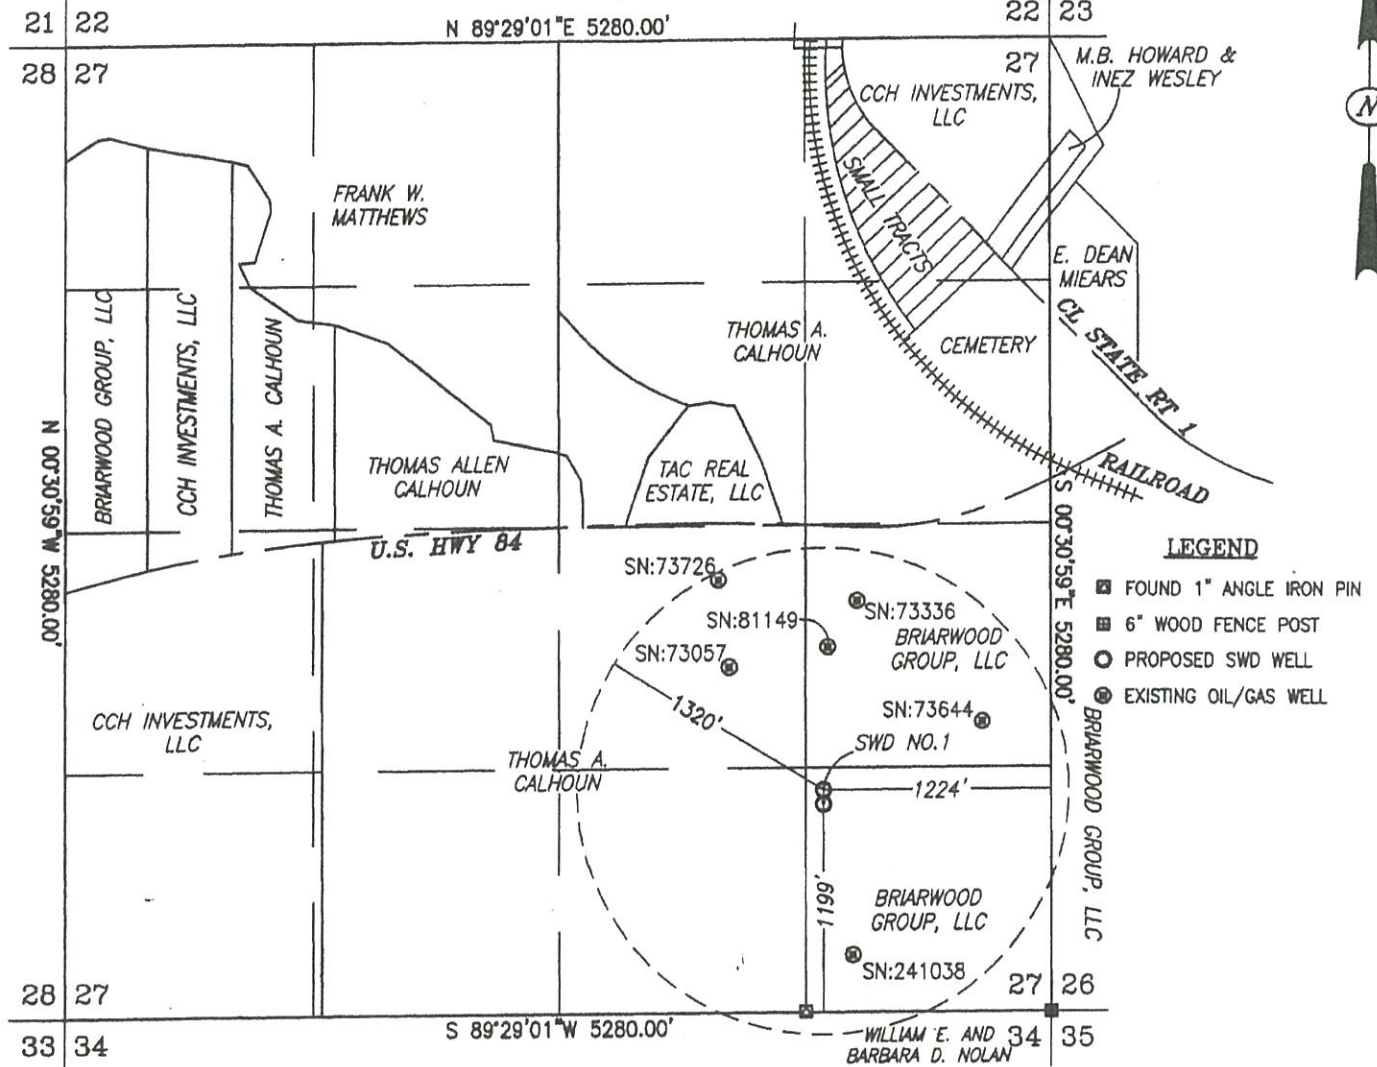 21 22
N 89°29'01"E 5280.00'
22 23
28 27
27
M.B. HOWARD &
INEZ WESLEY
CCH INVESTMENTS,
LLC
N
FRANK W.
MATTHEWS
SMALL TRACTS
E. DEAN
MIEARS
BRIARWOOD GROUP, LLC
CCH INVESTMENTS, LLC
THOMAS A. CALHOUN
THOMAS A.
CALHOUN
CEMETERY
CL STATE RT 1
N 00°30'59"W 5280.00'
THOMAS ALLEN
CALHOUN
TAC REAL
ESTATE, LLC
RAILROAD
S 00°30'59"E 5280.00'
U.S. HWY 84
LEGEND
FOUND 1" ANGLE IRON PIN
6" WOOD FENCE POST
PROPOSED SWD WELL
EXISTING OIL/GAS WELL
SN:73726
SN:73336
SN:81149
BRIARWOOD
GROUP, LLC
SN:73057
1320'
SN:73644
SWD NO.1
CCH INVESTMENTS,
LLC
THOMAS A.
CALHOUN
1224'
BRIARWOOD GROUP, LLC
1199'
BRIARWOOD
GROUP, LLC
SN:241038
28 27
27 26
S 89°29'01"W 5280.00'
33 34
WILLIAM E. AND
BARBARA D. NOLAN
34 35